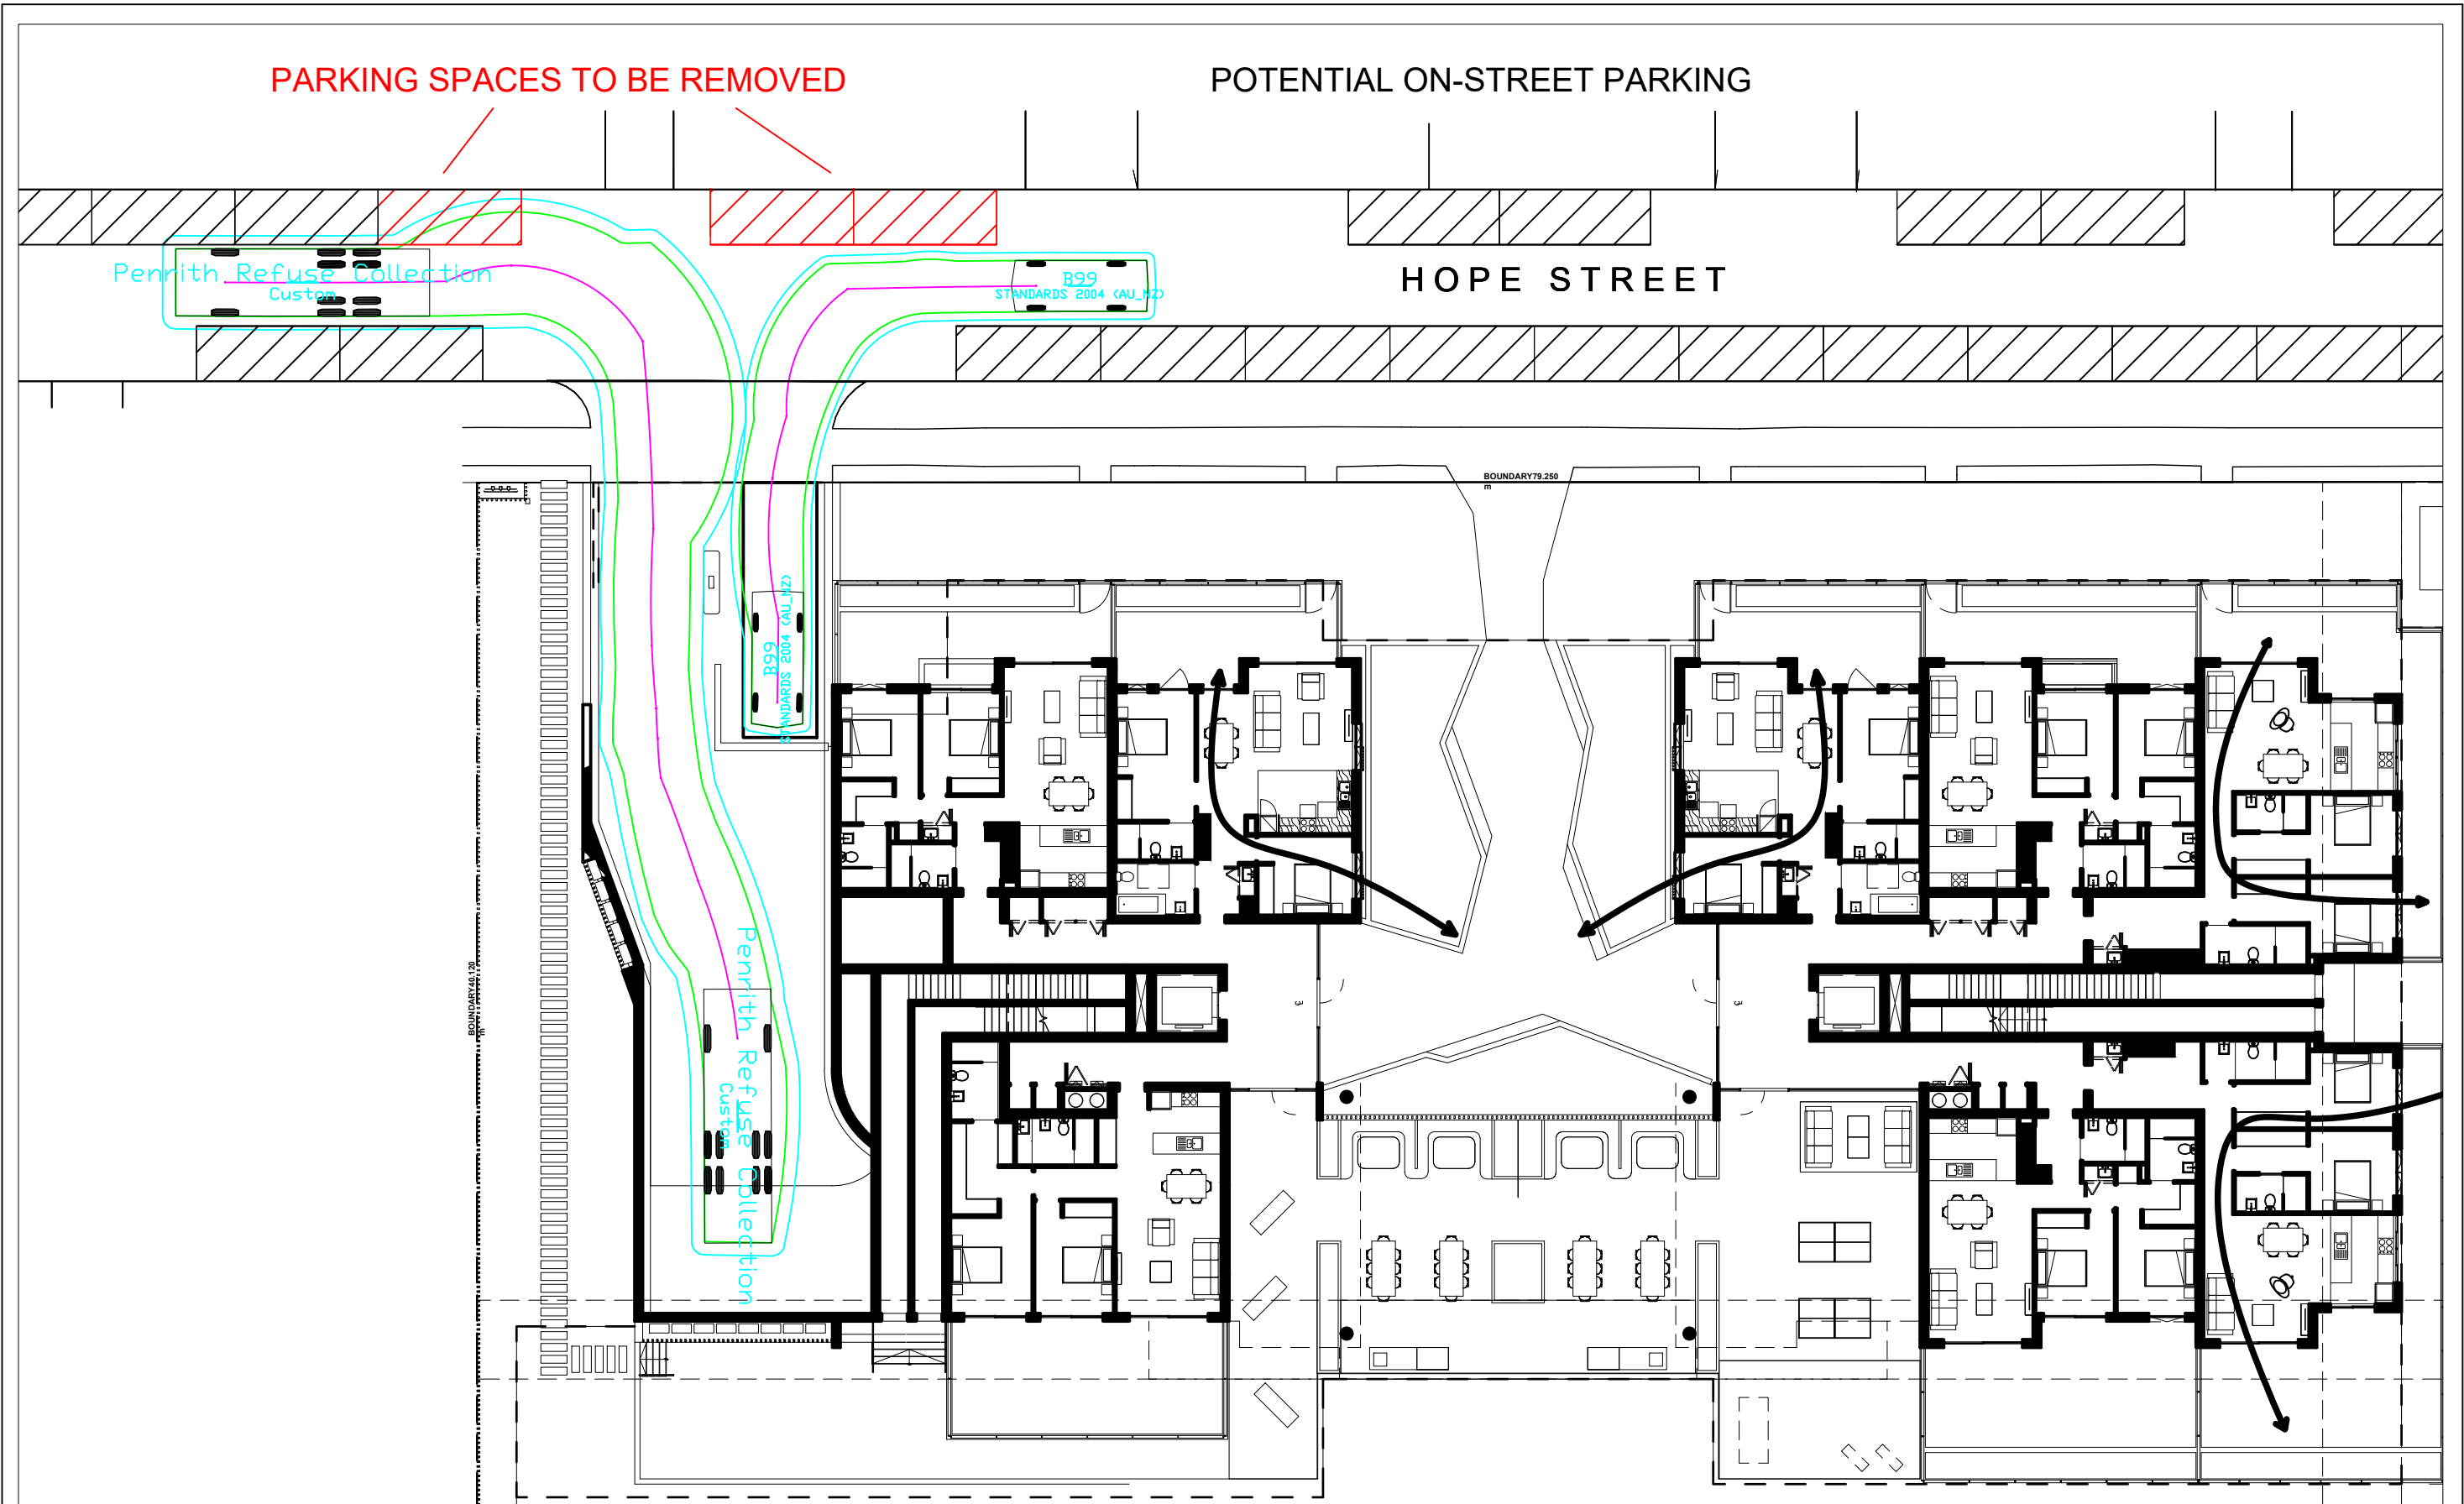 PARKING SPACES TO BE REMOVED
POTENTIAL ON-STREET PARKING
Penrith Refuse Collection
Custom
B99
STANDARDS 2004 (AU_NZ)
HOPE STREET
BOUNDARY79.250
m
B99
STANDARDS 2004 (AU_NZ)
BOUNDARY40.120
m
Penrith Refuse Collection
Custom